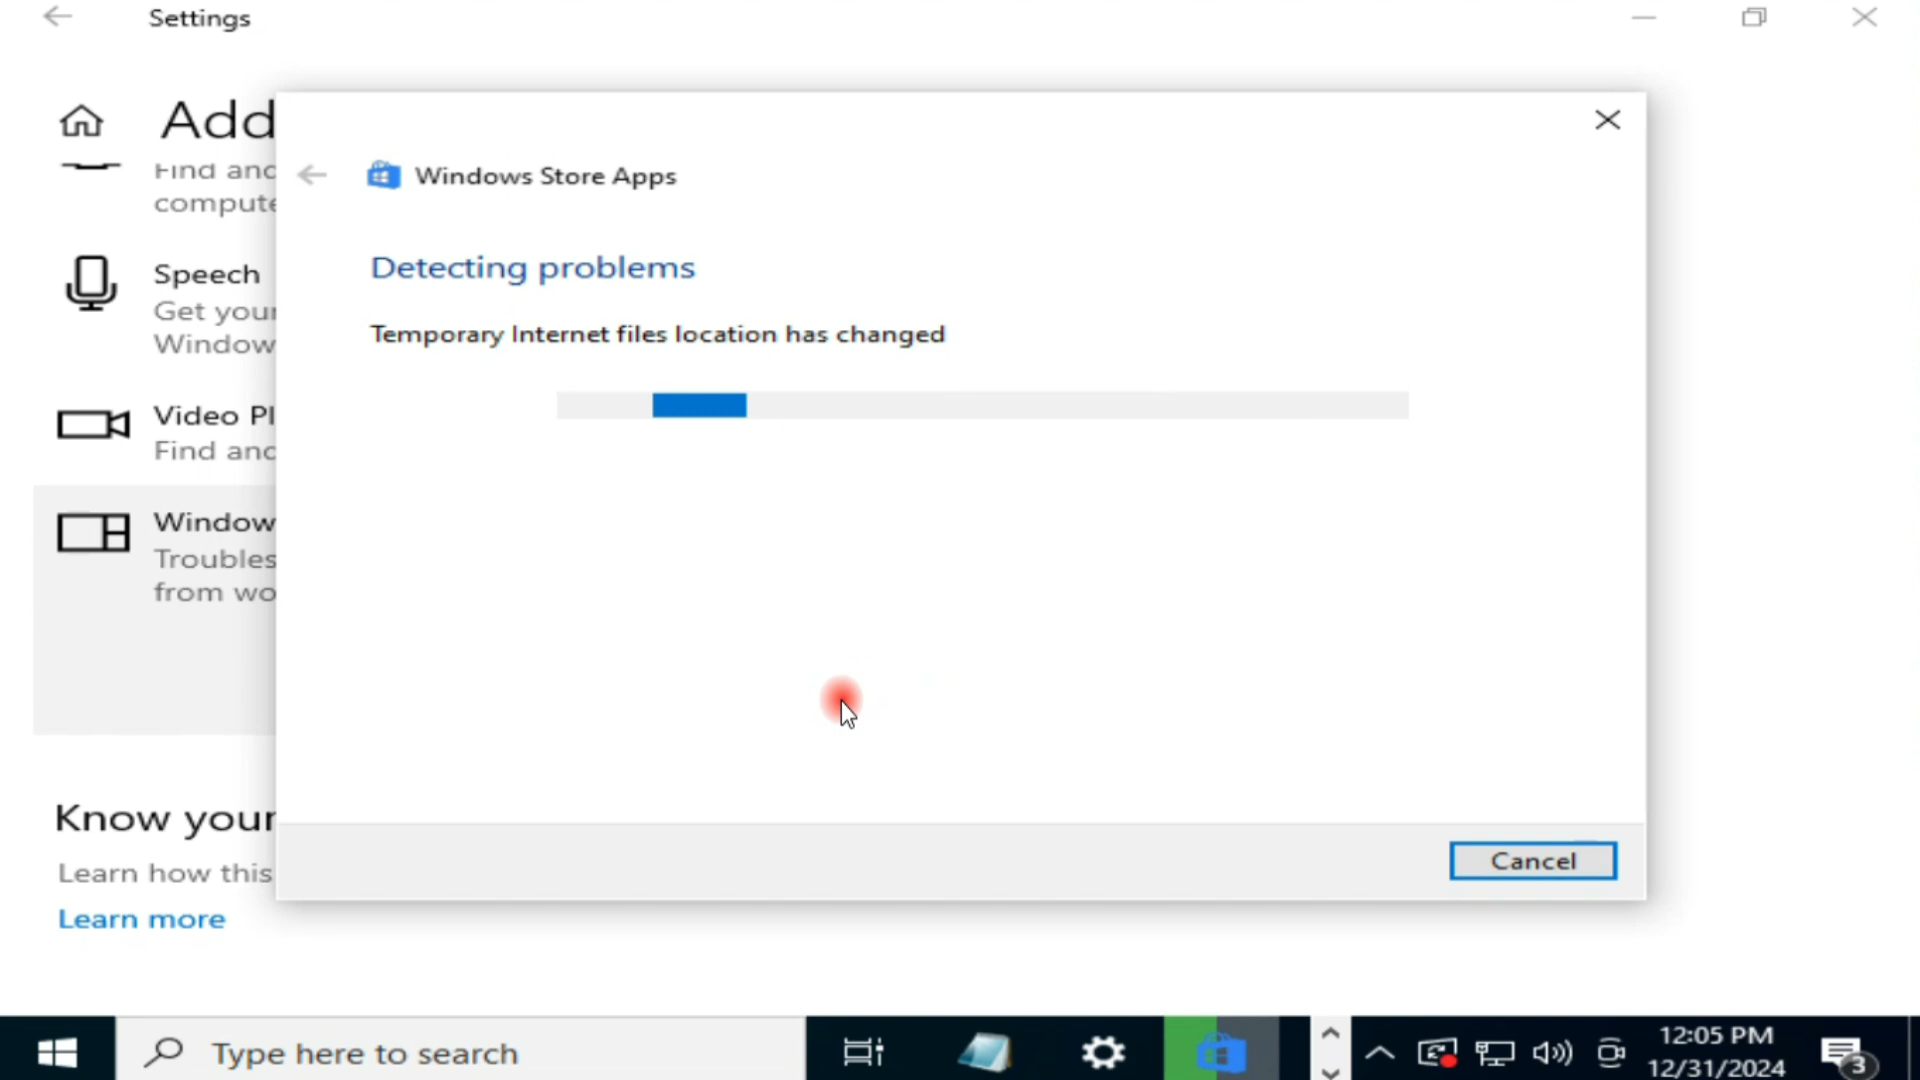 Settings
Add
Find and
compute
Speech
Get your
Window
Video Pl
Find and
Window
Troubles
from wo
Know your
Learn how this
Learn more
Windows Store Apps
Detecting problems
Temporary Internet files location has changed
Cancel
Type here to search
12:05 PM
12/31/2024
3